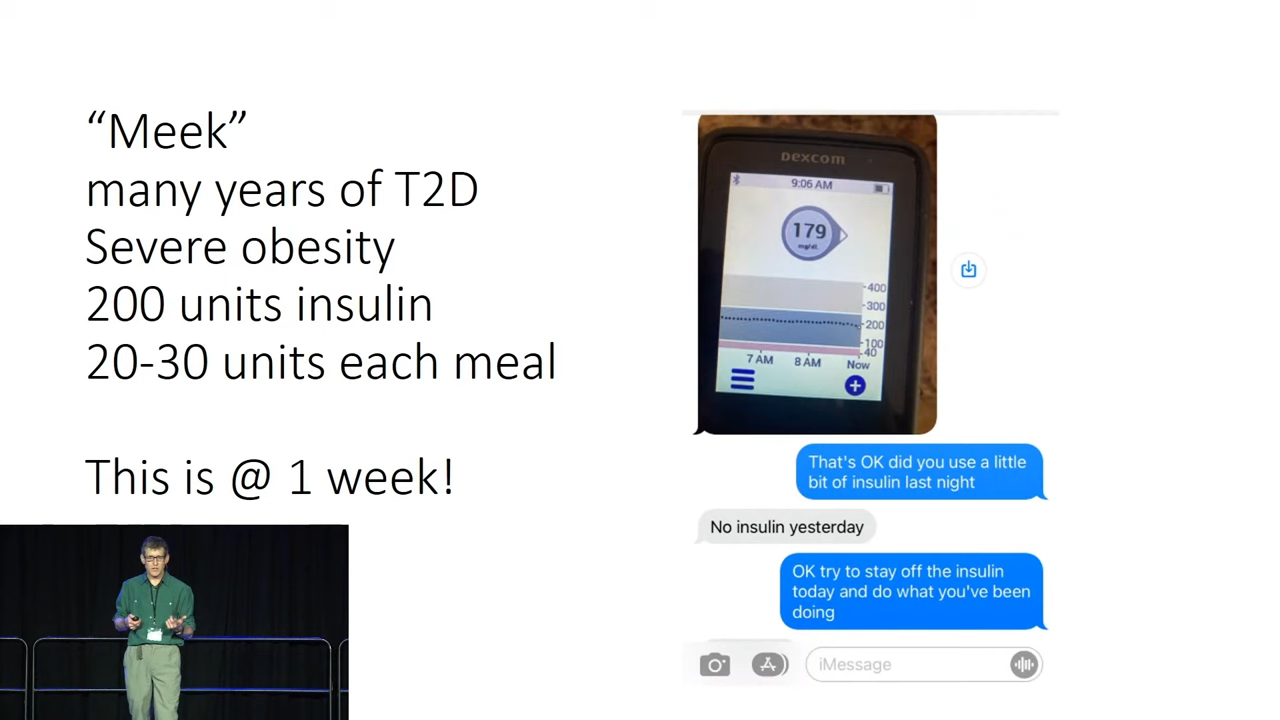 “Meek”
many years of T2D
Severe obesity
200 units insulin
20-30 units each meal
This is @ 1 week!
Dexcom
9:06 AM
179
mg/dL
400
300
200
100
40
7 AM
8 AM
Now
That's OK did you use a little
bit of insulin last night
No insulin yesterday
OK try to stay off the insulin
today and do what you've been
doing
iMessage